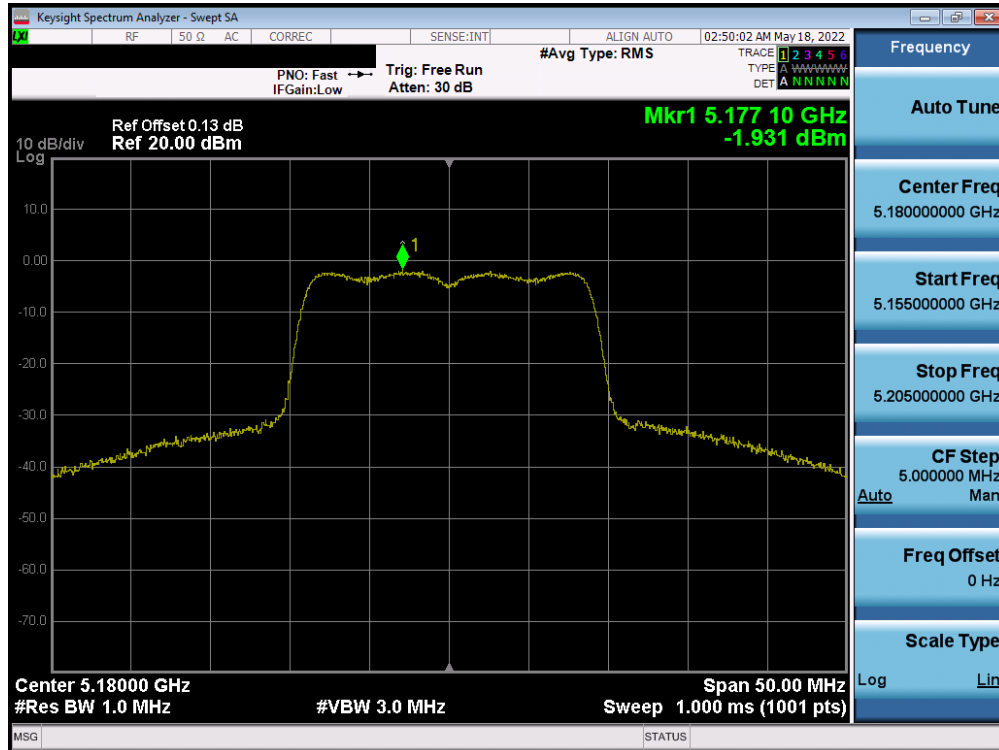 Keysight Spectrum Analyzer - Swept SA
LXI RF 50 Ω AC CORREC SENSE:INT ALIGN AUTO 02:50:02 AM May 18, 2022
PNO: Fast
IFGain:Low
Trig: Free Run
Atten: 30 dB
#Avg Type: RMS
TRACE 1 2 3 4 5 6
TYPE A WWWWW
DET A N N N N N
Mkr1 5.177 10 GHz
-1.931 dBm
Ref Offset 0.13 dB
10 dB/div Ref 20.00 dBm
Log
1
10.0
0.00
-10.0
-20.0
-30.0
-40.0
-50.0
-60.0
-70.0
Center 5.18000 GHz Span 50.00 MHz
#Res BW 1.0 MHz #VBW 3.0 MHz Sweep 1.000 ms (1001 pts)
MSG STATUS
Frequency
Auto Tune
Center Freq
5.180000000 GHz
Start Freq
5.155000000 GHz
Stop Freq
5.205000000 GHz
CF Step
5.000000 MHz
Auto Man
Freq Offset
0 Hz
Scale Type
Log Lin